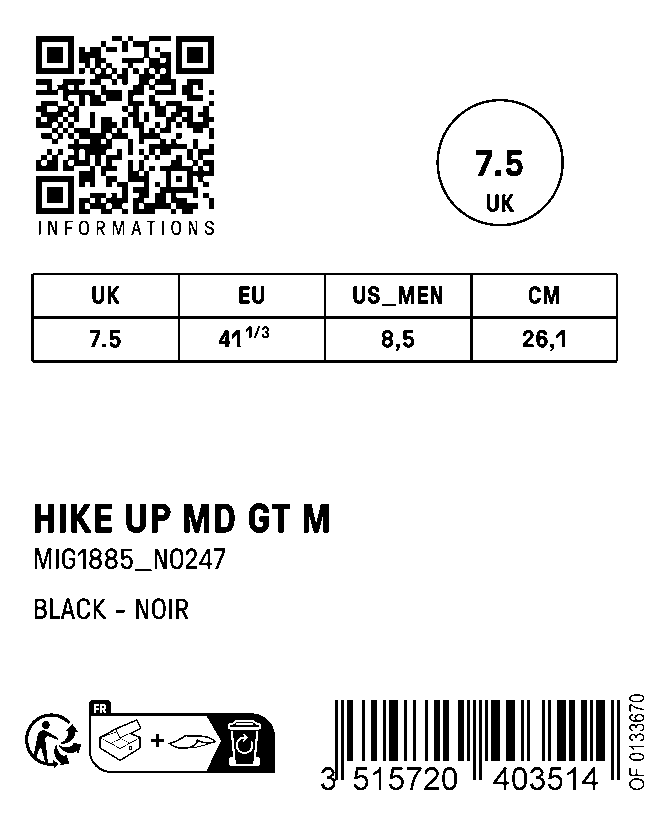 INFORMATIONS
7.5
UK
UK EU US_MEN CM
7.5 41 1/3 8,5 26,1
HIKE UP MD GT M
MIG1885_N0247
BLACK - NOIR
FR
+
3 515720 403514
OF 0133670